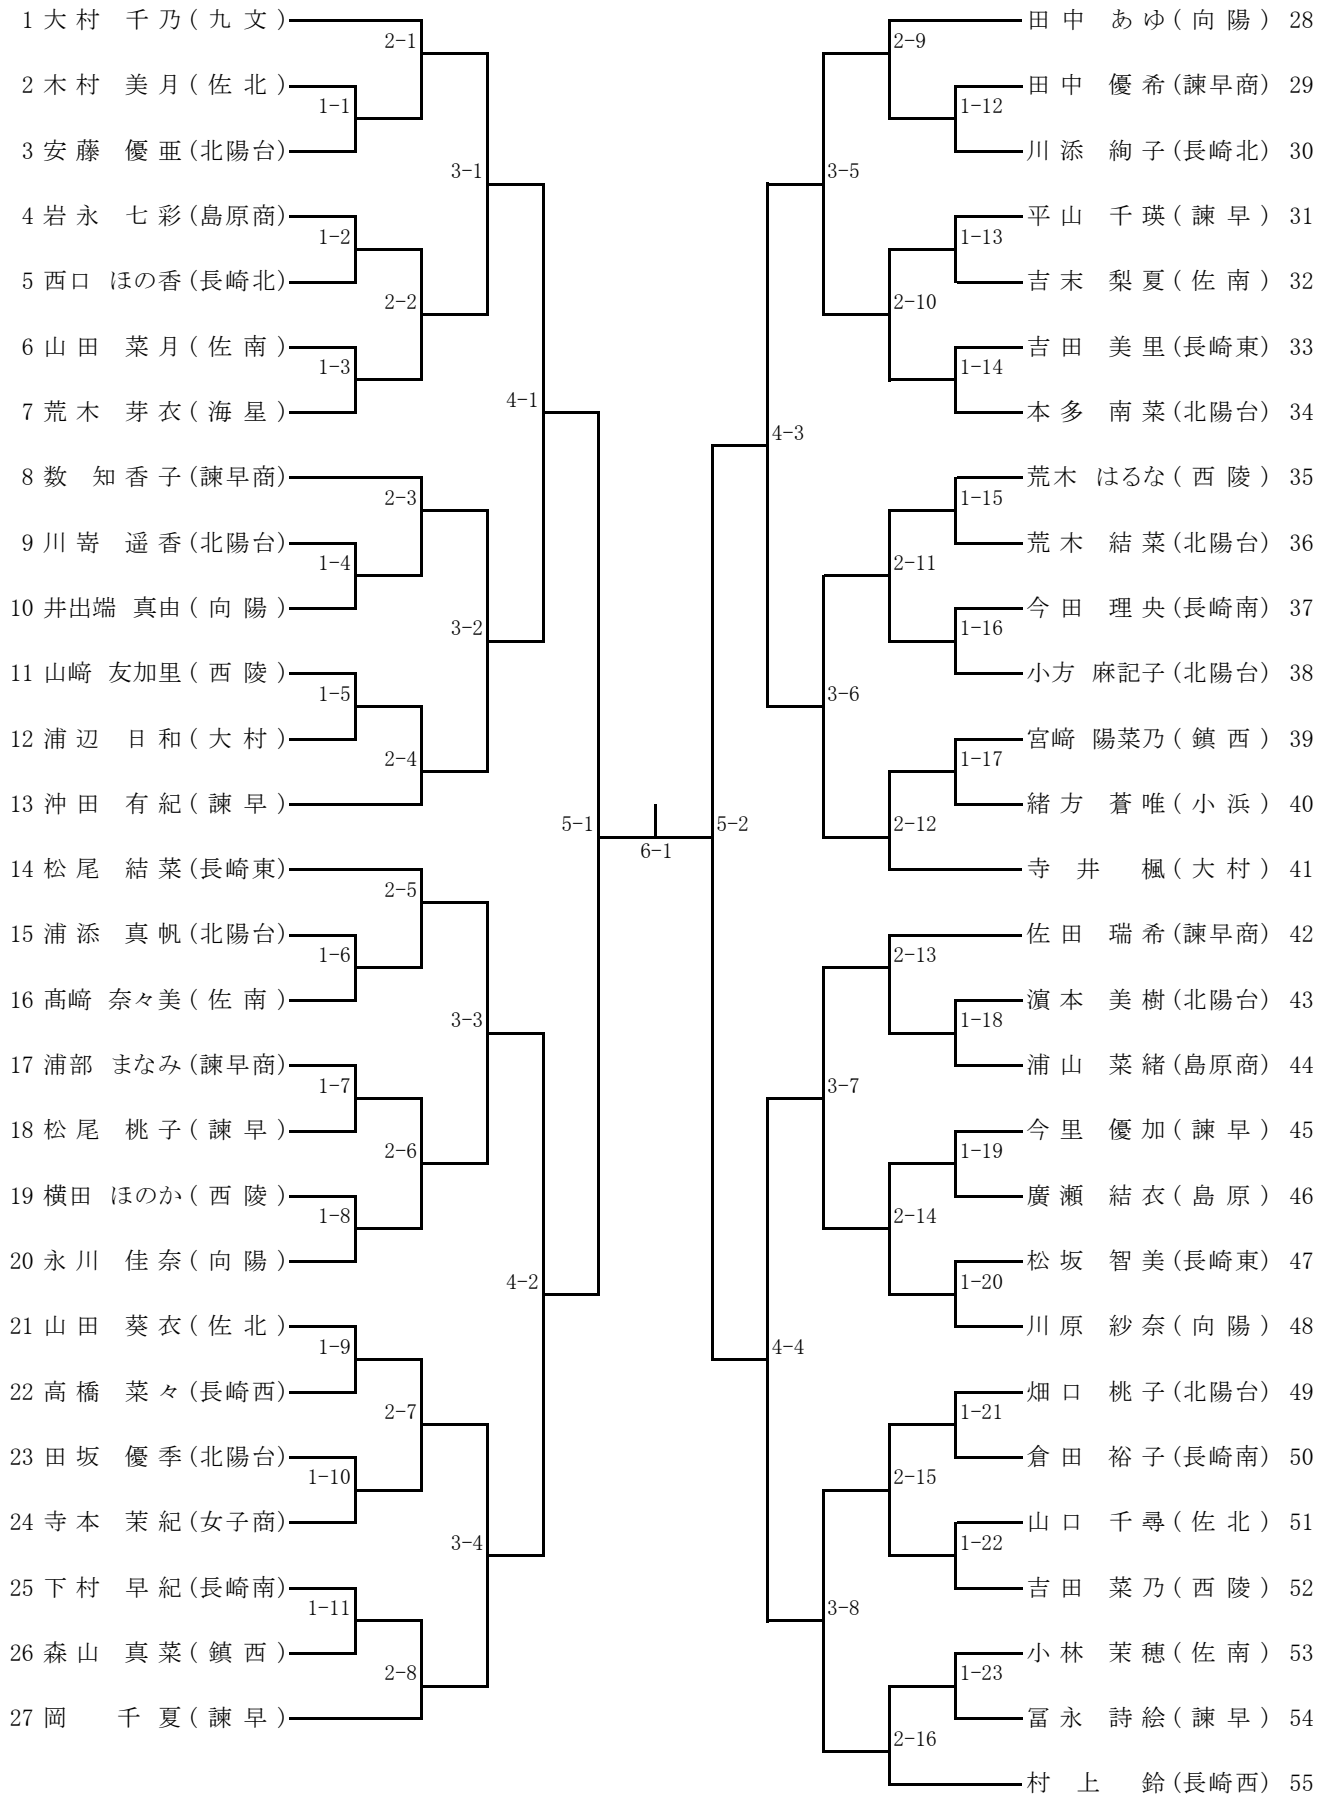 1 大村 千乃(九文)
2-1
2 木村 美月(佐北)
1-1
3 安藤 優亜(北陽台)
3-1
4 岩永 七彩(島原商)
1-2
5 西口 ほの香(長崎北)
2-2
6 山田 菜月(佐南)
1-3
7 荒木 芽衣(海星)
4-1
8 数 知香子(諫早商)
2-3
9 川嵜 遥香(北陽台)
1-4
10 井出端 真由(向陽)
3-2
11 山﨑 友加里(西陵)
1-5
12 浦辺 日和(大村)
2-4
13 沖田 有紀(諫早)
5-1
14 松尾 結菜(長崎東)
2-5
15 浦添 真帆(北陽台)
1-6
16 髙﨑 奈々美(佐南)
3-3
17 浦部 まなみ(諫早商)
1-7
18 松尾 桃子(諫早)
2-6
19 横田 ほのか(西陵)
1-8
20 永川 佳奈(向陽)
4-2
21 山田 葵衣(佐北)
1-9
22 高橋 菜々(長崎西)
2-7
23 田坂 優季(北陽台)
1-10
24 寺本 茉紀(女子商)
3-4
25 下村 早紀(長崎南)
1-11
26 森山 真菜(鎮西)
2-8
27 岡 千夏(諫早)
6-1
田中 あゆ(向陽) 28
2-9
田中 優希(諫早商) 29
1-12
川添 絢子(長崎北) 30
3-5
平山 千瑛(諫早) 31
1-13
吉末 梨夏(佐南) 32
2-10
吉田 美里(長崎東) 33
1-14
本多 南菜(北陽台) 34
4-3
荒木 はるな(西陵) 35
1-15
荒木 結菜(北陽台) 36
2-11
今田 理央(長崎南) 37
1-16
小方 麻記子(北陽台) 38
3-6
宮﨑 陽菜乃(鎮西) 39
1-17
緒方 蒼唯(小浜) 40
2-12
5-2
寺井 楓(大村) 41
佐田 瑞希(諫早商) 42
2-13
濵本 美樹(北陽台) 43
1-18
浦山 菜緒(島原商) 44
3-7
今里 優加(諫早) 45
1-19
廣瀬 結衣(島原) 46
2-14
松坂 智美(長崎東) 47
1-20
川原 紗奈(向陽) 48
4-4
畑口 桃子(北陽台) 49
1-21
倉田 裕子(長崎南) 50
2-15
山口 千尋(佐北) 51
1-22
吉田 菜乃(西陵) 52
3-8
小林 茉穂(佐南) 53
1-23
冨永 詩絵(諫早) 54
2-16
村上 鈴(長崎西) 55